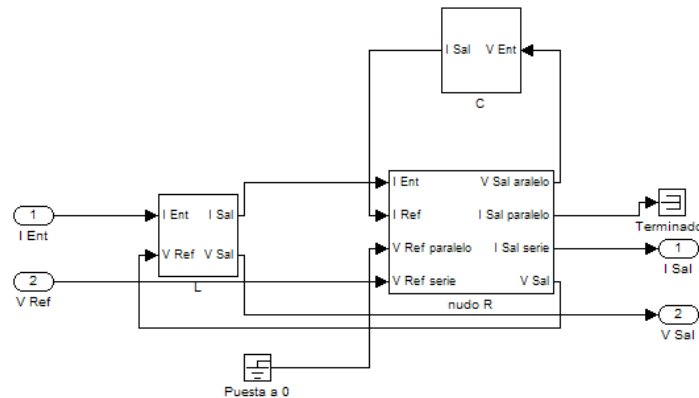 I Sal V Ent
C
I Ent V Sal aralelo
I Ref I Sal paralelo
V Ref paralelo I Sal serie
V Ref serie V Sal
nudo R
1
I Ent
2
V Ref
I Ent I Sal
V Ref V Sal
L
Puesta a 0
Terminado
1
I Sal
2
V Sal